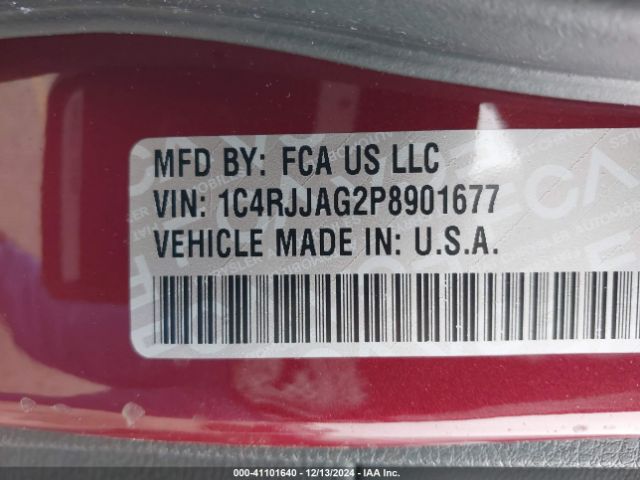 MFD BY: FCA US LLC
VIN: 1C4RJJAG2P8901677
VEHICLE MADE IN: U.S.A.
000-41101640 - 12/13/2024 - IAA Inc.